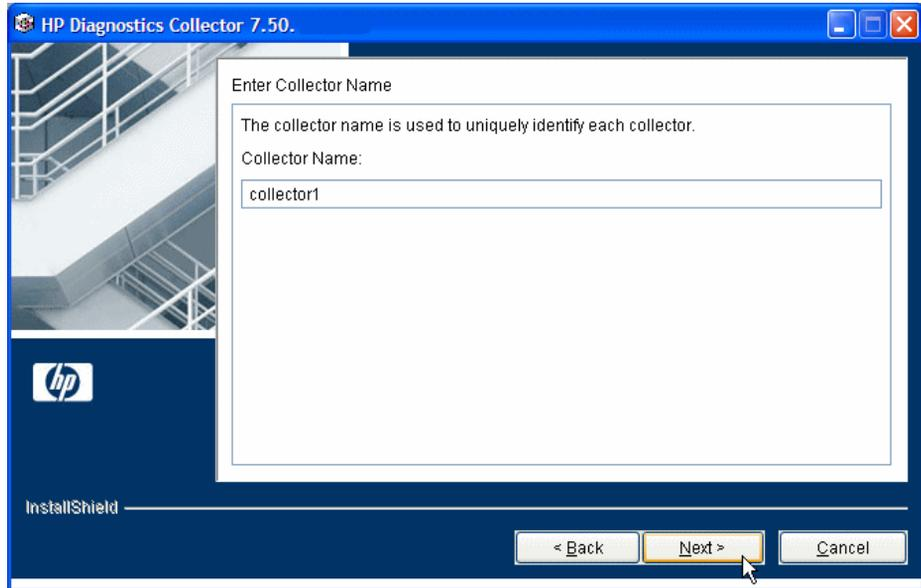 HP Diagnostics Collector 7.50.
Enter Collector Name
The collector name is used to uniquely identify each collector.
Collector Name:
collector1
hp
InstallShield
< Back
Next >
Cancel